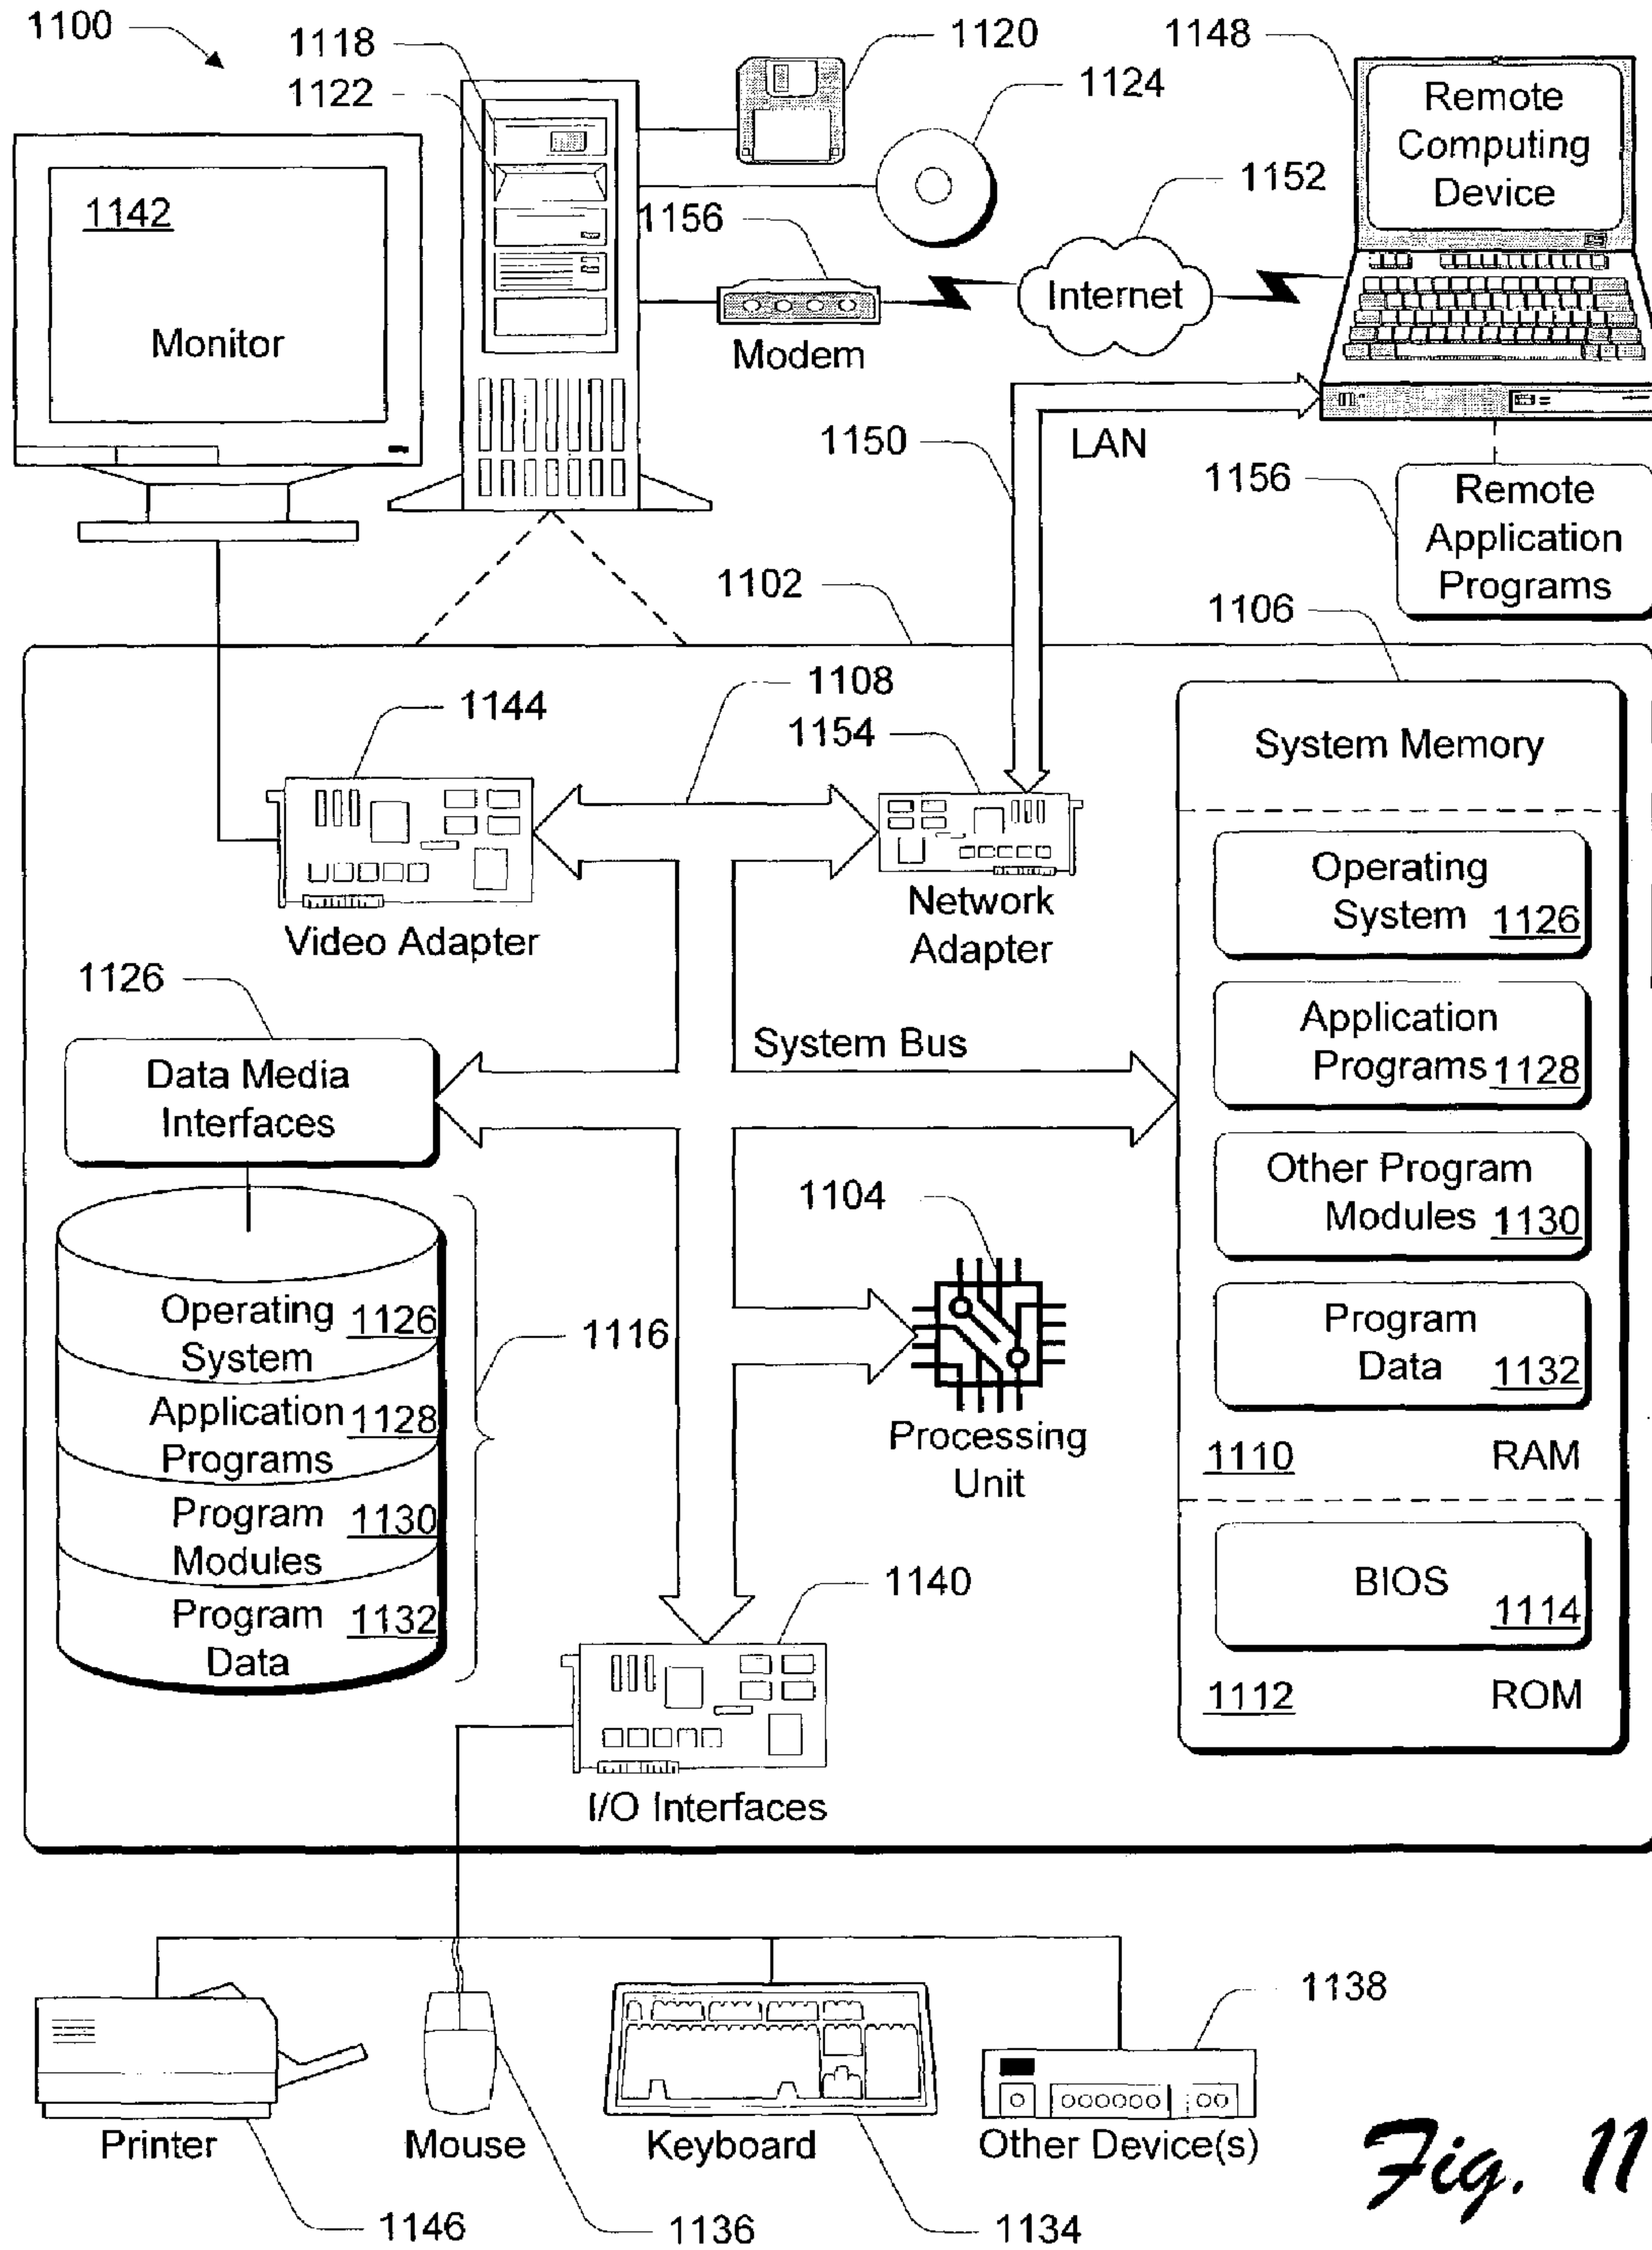 1100
1118
1122
1120
1124
1148
Remote
Computing
Device
1142
Monitor
1156
Modem
1152
Internet
1150
LAN
1156
Remote
Application
Programs
1102
1106
1108
1144
1154
Video Adapter
Network
Adapter
System Memory
Operating
System 1126
Application
Programs 1128
Other Program
Modules 1130
Program
Data 1132
1110 RAM
BIOS
1114
1112 ROM
1126
Data Media
Interfaces
System Bus
1104
Processing
Unit
Operating 1126
System
Application 1128
Programs
Program 1130
Modules
Program 1132
Data
1116
1140
I/O Interfaces
1138
Printer
Mouse
Keyboard
Other Device(s)
1146
1136
1134
Fig. 11